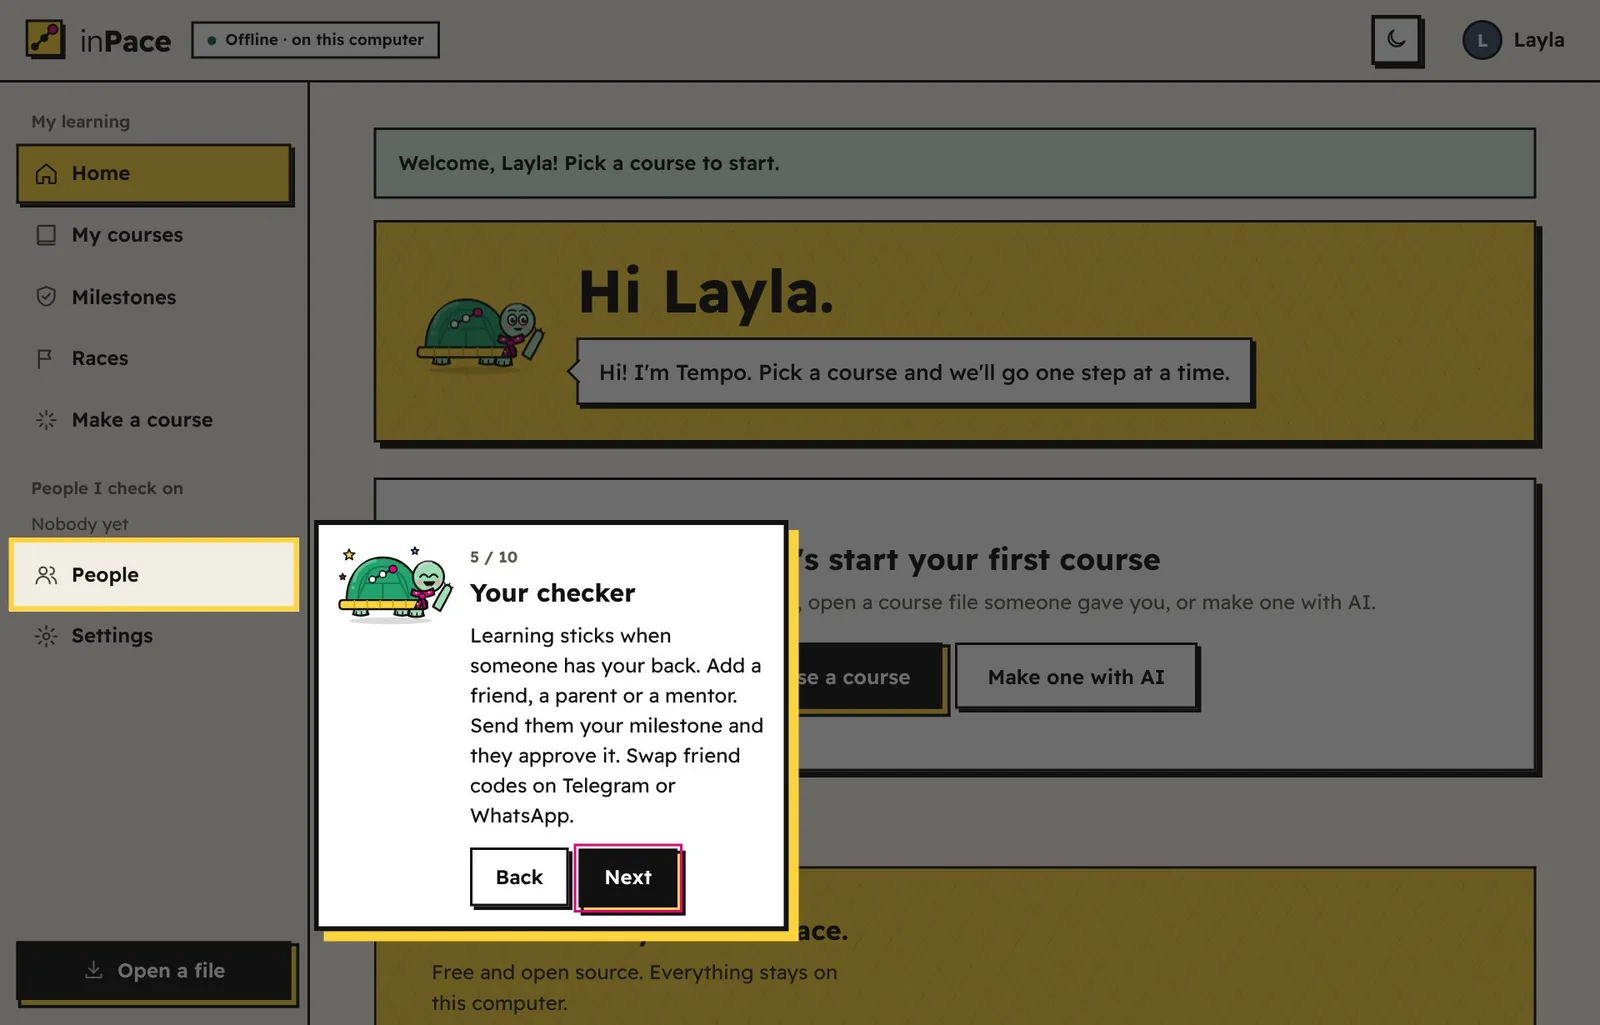 inPace
Offline · on this computer
L
Layla
My learning
Home
My courses
Milestones
Races
Make a course
People I check on
Nobody yet
People
Settings
Open a file
Welcome, Layla! Pick a course to start.
Hi Layla.
Hi! I'm Tempo. Pick a course and we'll go one step at a time.
's start your first course
, open a course file someone gave you, or make one with AI.
se a course
Make one with AI
5 / 10
Your checker
Learning sticks when
someone has your back. Add a
friend, a parent or a mentor.
Send them your milestone and
they approve it. Swap friend
codes on Telegram or
WhatsApp.
Back
Next
ace.
Free and open source. Everything stays on
this computer.